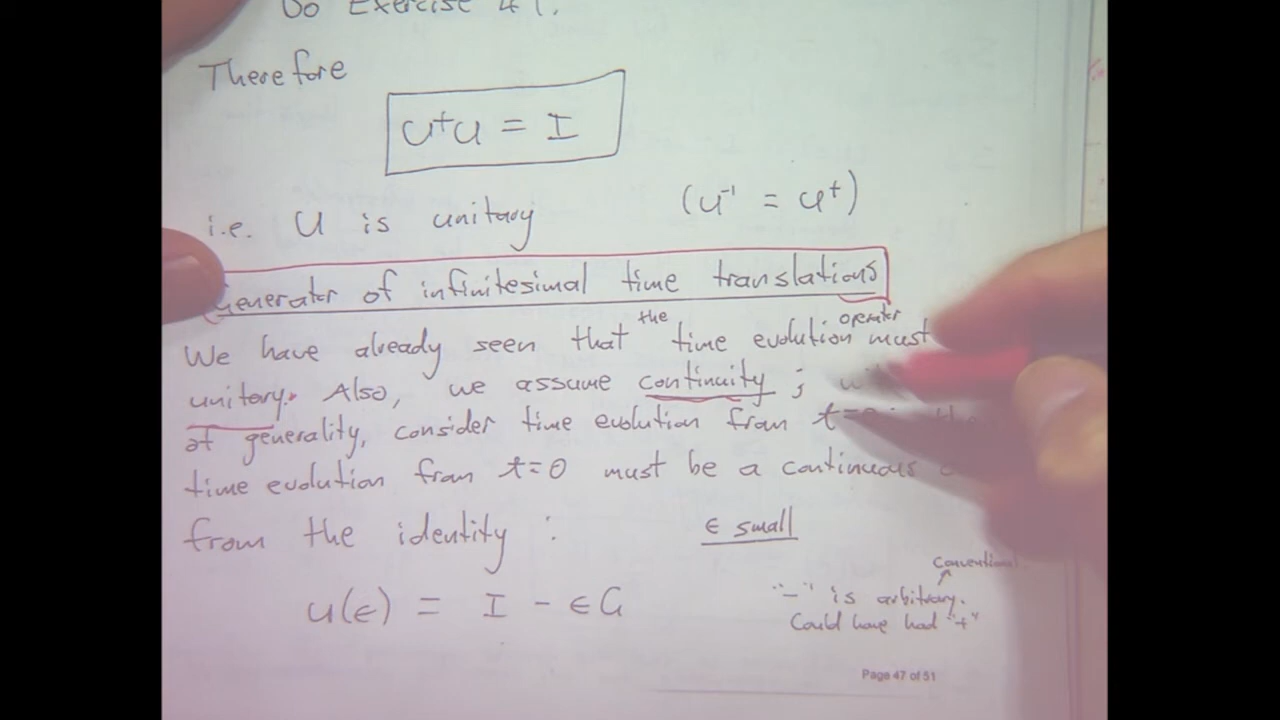 Do Exercise 4.1.
Therefore
U†U = I
i.e. U is unitary (U⁻¹ = U†)
Generator of infinitesimal time translations
the operator
We have already seen that time evolution must
unitary. Also, we assume continuity ;
of generality, consider time evolution from t=
time evolution from t=0 must be a continuous
from the identity : ε small
Conventional
U(ε) = I - εG
"-" is arbitrary.
Could have had "+"
Page 47 of 51